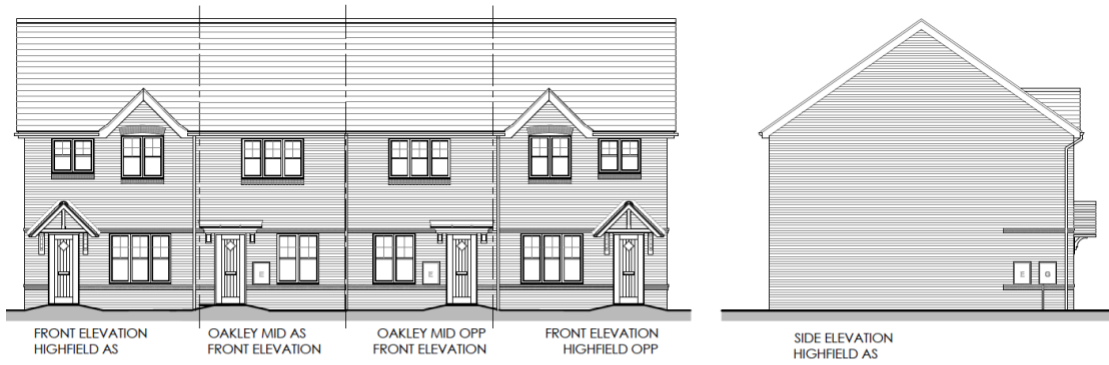 E
E
E G
FRONT ELEVATION
HIGHFIELD AS
OAKLEY MID AS
FRONT ELEVATION
OAKLEY MID OPP
FRONT ELEVATION
FRONT ELEVATION
HIGHFIELD OPP
SIDE ELEVATION
HIGHFIELD AS